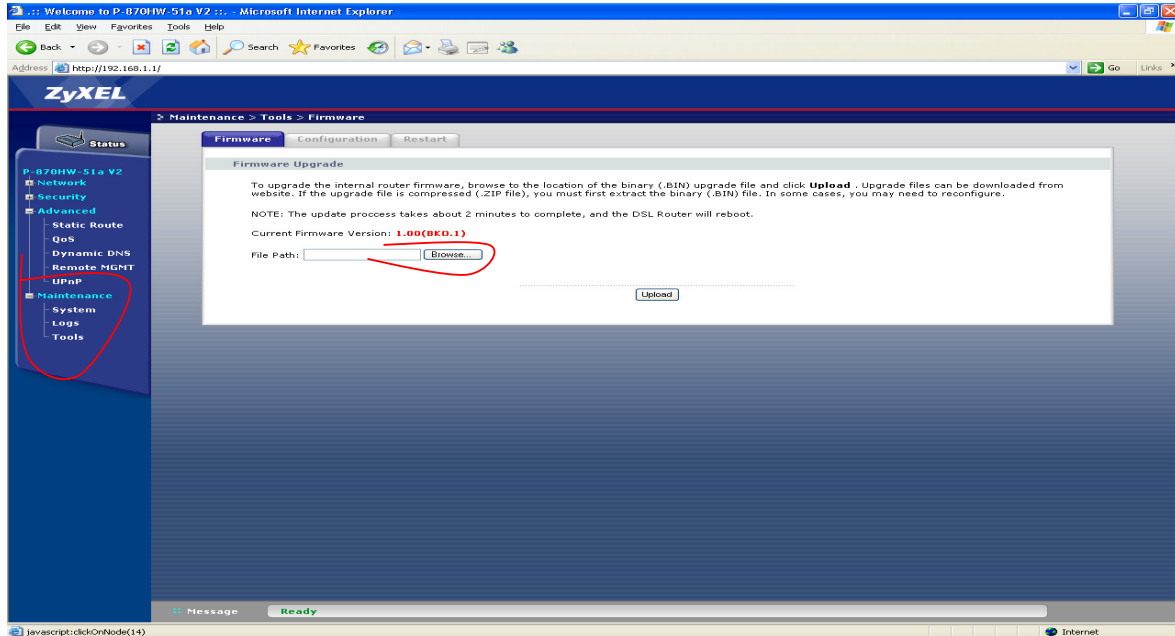 .:: Welcome to P-870HW-51a V2 ::. - Microsoft Internet Explorer
File Edit View Favorites Tools Help
Back Search Favorites
Address http://192.168.1.1/ Go Links
ZyXEL
Maintenance > Tools > Firmware
Status
P-870HW-51a V2
Network
Security
Advanced
Static Route
QoS
Dynamic DNS
Remote MGMT
UPnP
Maintenance
System
Logs
Tools
Firmware Configuration Restart
Firmware Upgrade
To upgrade the internal router firmware, browse to the location of the binary (.BIN) upgrade file and click Upload . Upgrade files can be downloaded from
website. If the upgrade file is compressed (.ZIP file), you must first extract the binary (.BIN) file. In some cases, you may need to reconfigure.
NOTE: The update proccess takes about 2 minutes to complete, and the DSL Router will reboot.
Current Firmware Version: 1.00(BKO.1)
File Path: Browse...
Upload
Message Ready
javascript:clickOnNode(14) Internet